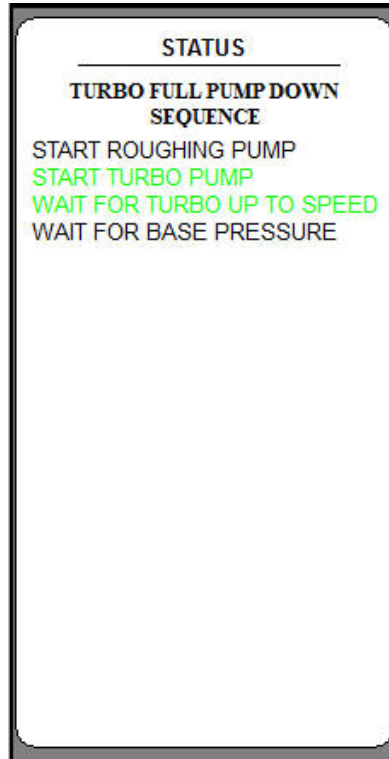 STATUS
TURBO FULL PUMP DOWN
SEQUENCE
START ROUGHING PUMP
START TURBO PUMP
WAIT FOR TURBO UP TO SPEED
WAIT FOR BASE PRESSURE